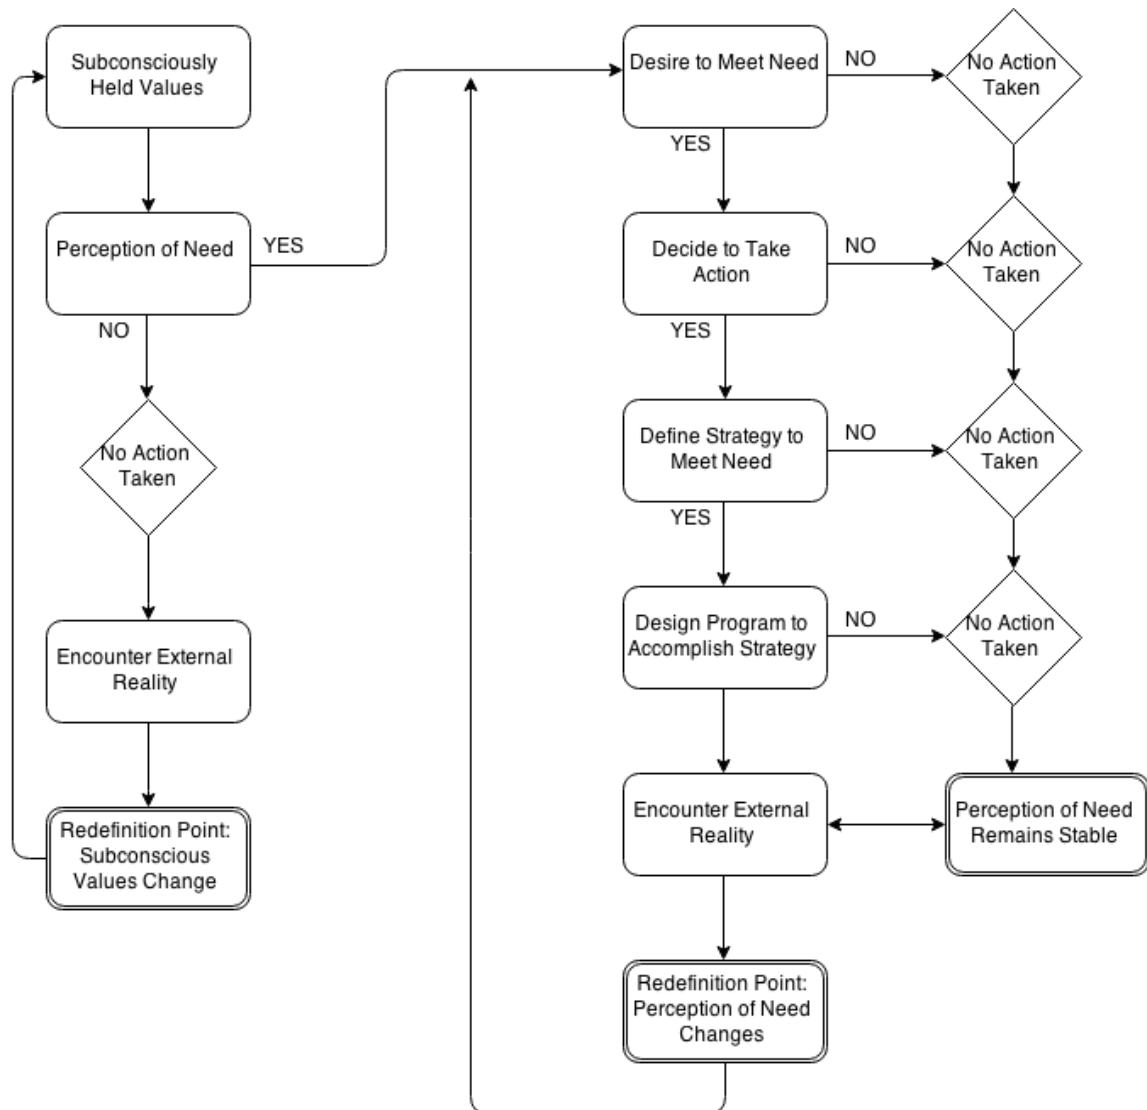 Subconsciously
Held Values
Perception of Need
YES
NO
No Action
Taken
Encounter External
Reality
Redefinition Point:
Subconscious
Values Change
Desire to Meet Need
NO
No Action
Taken
YES
Decide to Take
Action
NO
No Action
Taken
YES
Define Strategy to
Meet Need
NO
No Action
Taken
YES
Design Program to
Accomplish Strategy
NO
No Action
Taken
Encounter External
Reality
Perception of Need
Remains Stable
Redefinition Point:
Perception of Need
Changes